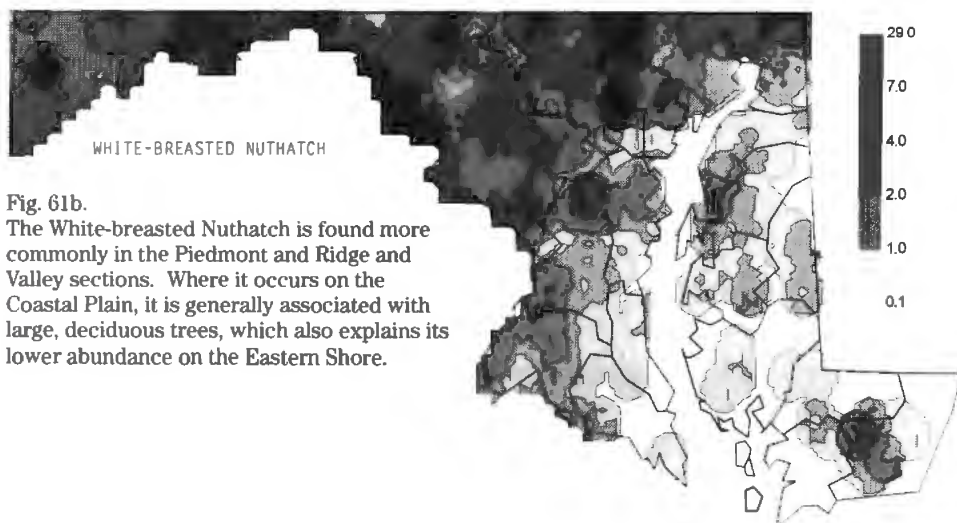 29 0
7.0
4.0
2.0
1.0
0.1
WHITE-BREASTED NUTHATCH
Fig. 61b.
The White-breasted Nuthatch is found more
commonly in the Piedmont and Ridge and
Valley sections. Where it occurs on the
Coastal Plain, it is generally associated with
large, deciduous trees, which also explains its
lower abundance on the Eastern Shore.